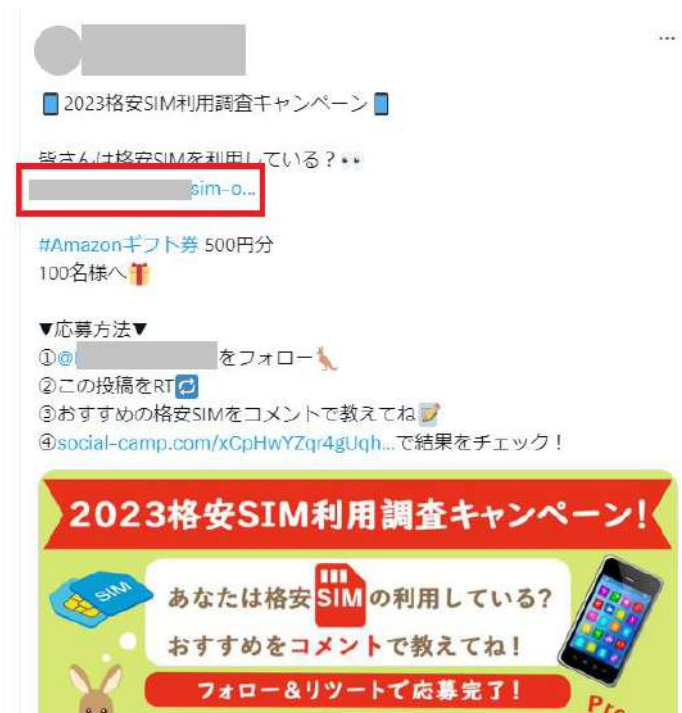 2023格安SIM利用調査キャンペーン
皆さんは格安SIMを利用している？
sim-o...
#Amazonギフト券 500円分
100名様へ
▼応募方法▼
①@ をフォロー
②この投稿をRT
③おすすめの格安SIMをコメントで教えてね
④social-camp.com/xCpHwYZqr4gUqh...で結果をチェック！
2023格安SIM利用調査キャンペーン!
SIM
あなたは格安SIMの利用している?
おすすめをコメントで教えてね!
フォロー&リツートで応募完了!